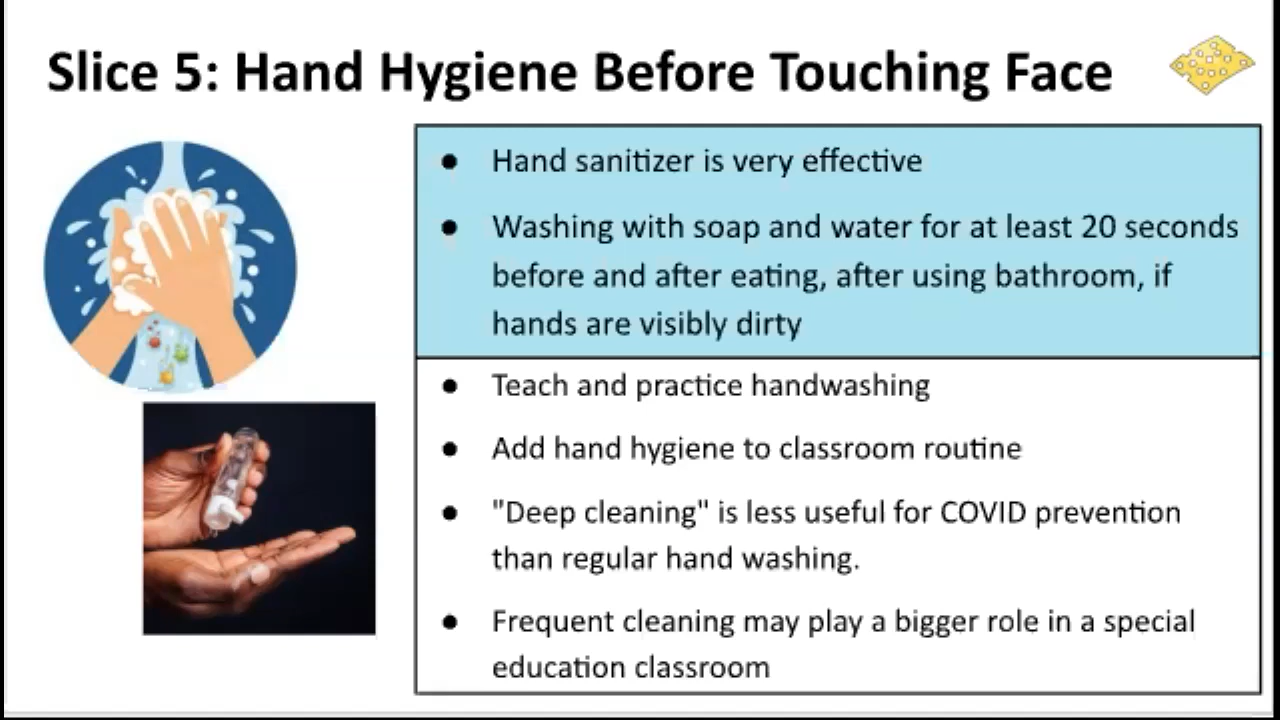 Slice 5: Hand Hygiene Before Touching Face
● Hand sanitizer is very effective
● Washing with soap and water for at least 20 seconds
before and after eating, after using bathroom, if
hands are visibly dirty
● Teach and practice handwashing
● Add hand hygiene to classroom routine
● "Deep cleaning" is less useful for COVID prevention
than regular hand washing.
● Frequent cleaning may play a bigger role in a special
education classroom